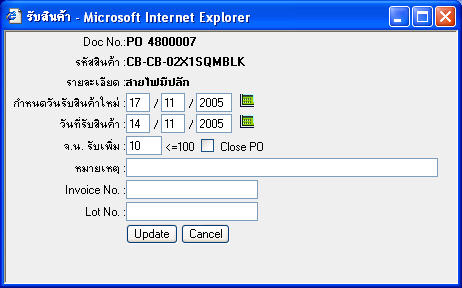 รับสินค้า - Microsoft Internet Explorer
Doc No.:PO 4800007
รหัสสินค้า :CB-CB-02X1SQMBLK
รายละเอียด :สายไฟมีปลั๊ก
กำหนดวันรับสินค้าใหม่ : 17 / 11 / 2005
วันที่รับสินค้า : 14 / 11 / 2005
จ.น. รับเพิ่ม : 10 <=100 Close PO
หมายเหตุ :
Invoice No. :
Lot No. :
Update Cancel